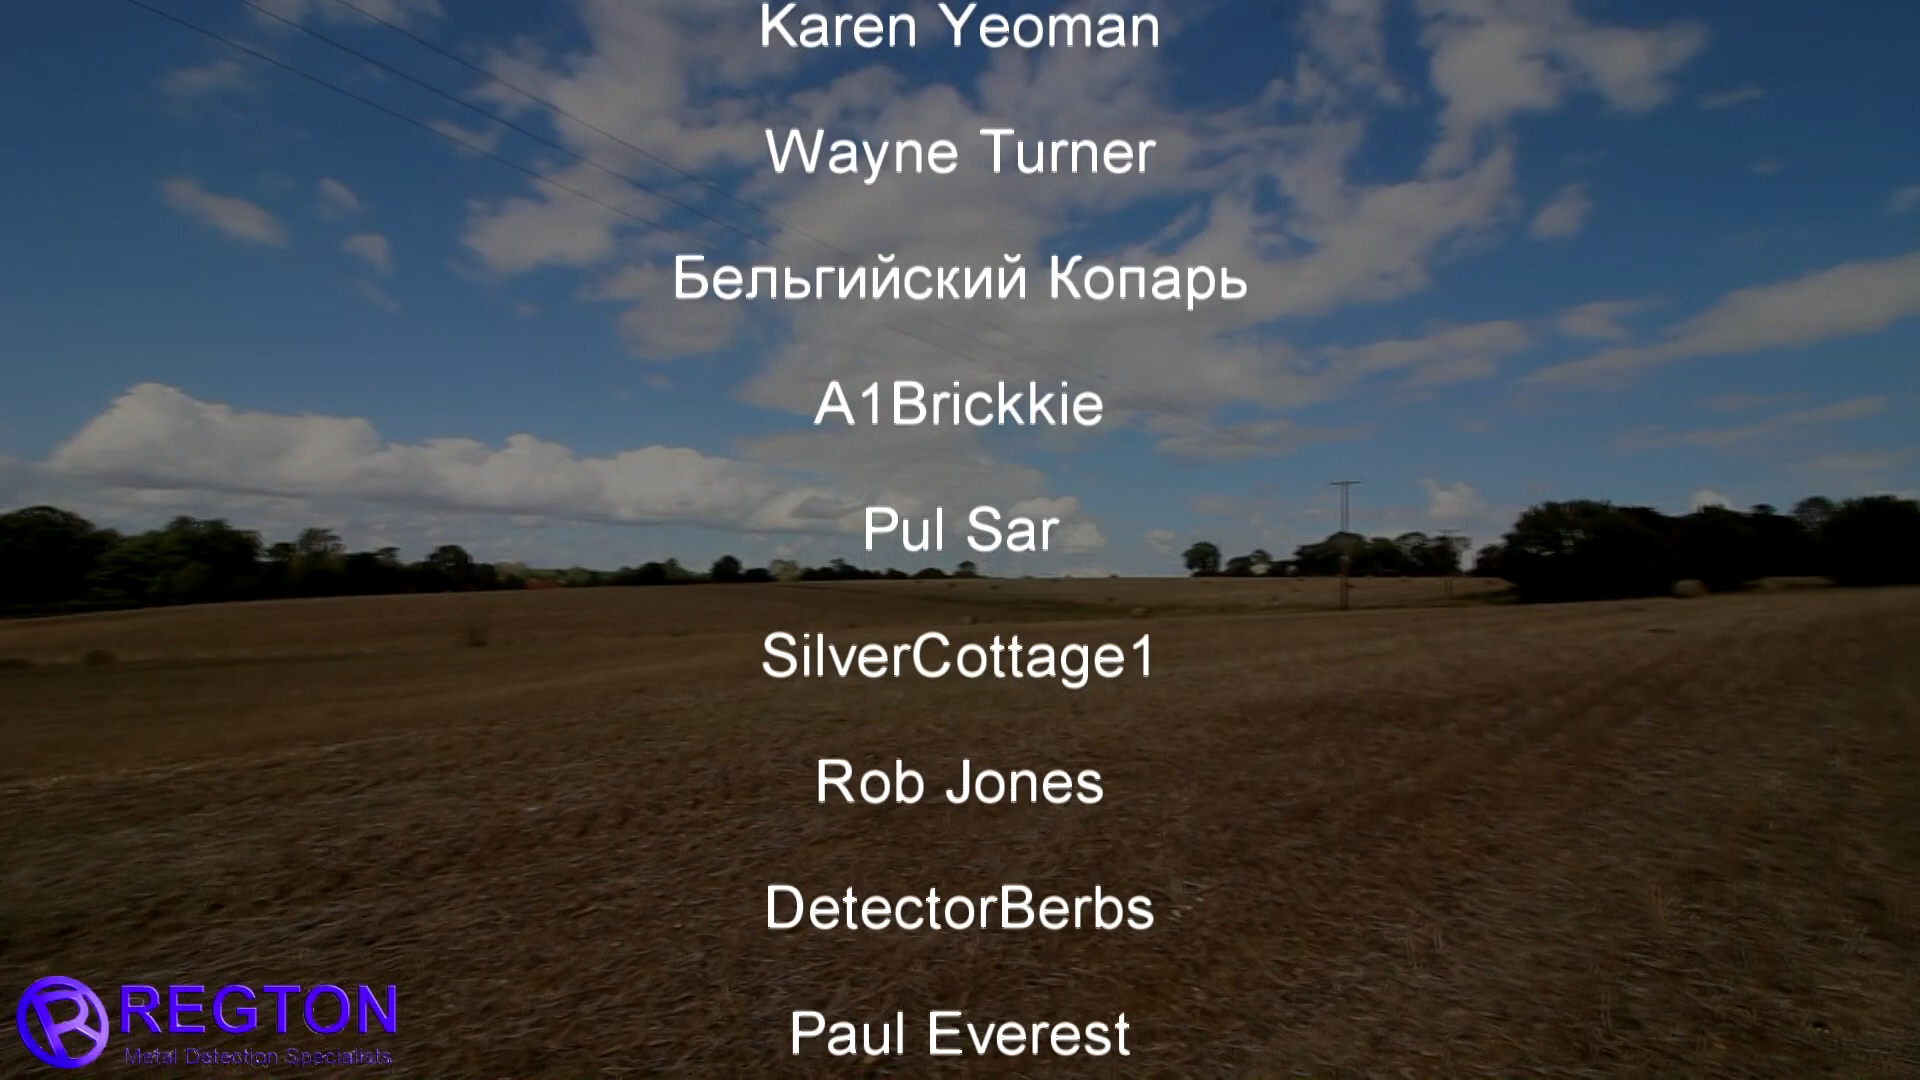 Karen Yeoman
Wayne Turner
Бельгийский Копарь
A1Brickkie
Pul Sar
SilverCottage1
Rob Jones
DetectorBerbs
Paul Everest
REGTON
Metal Detection Specialists